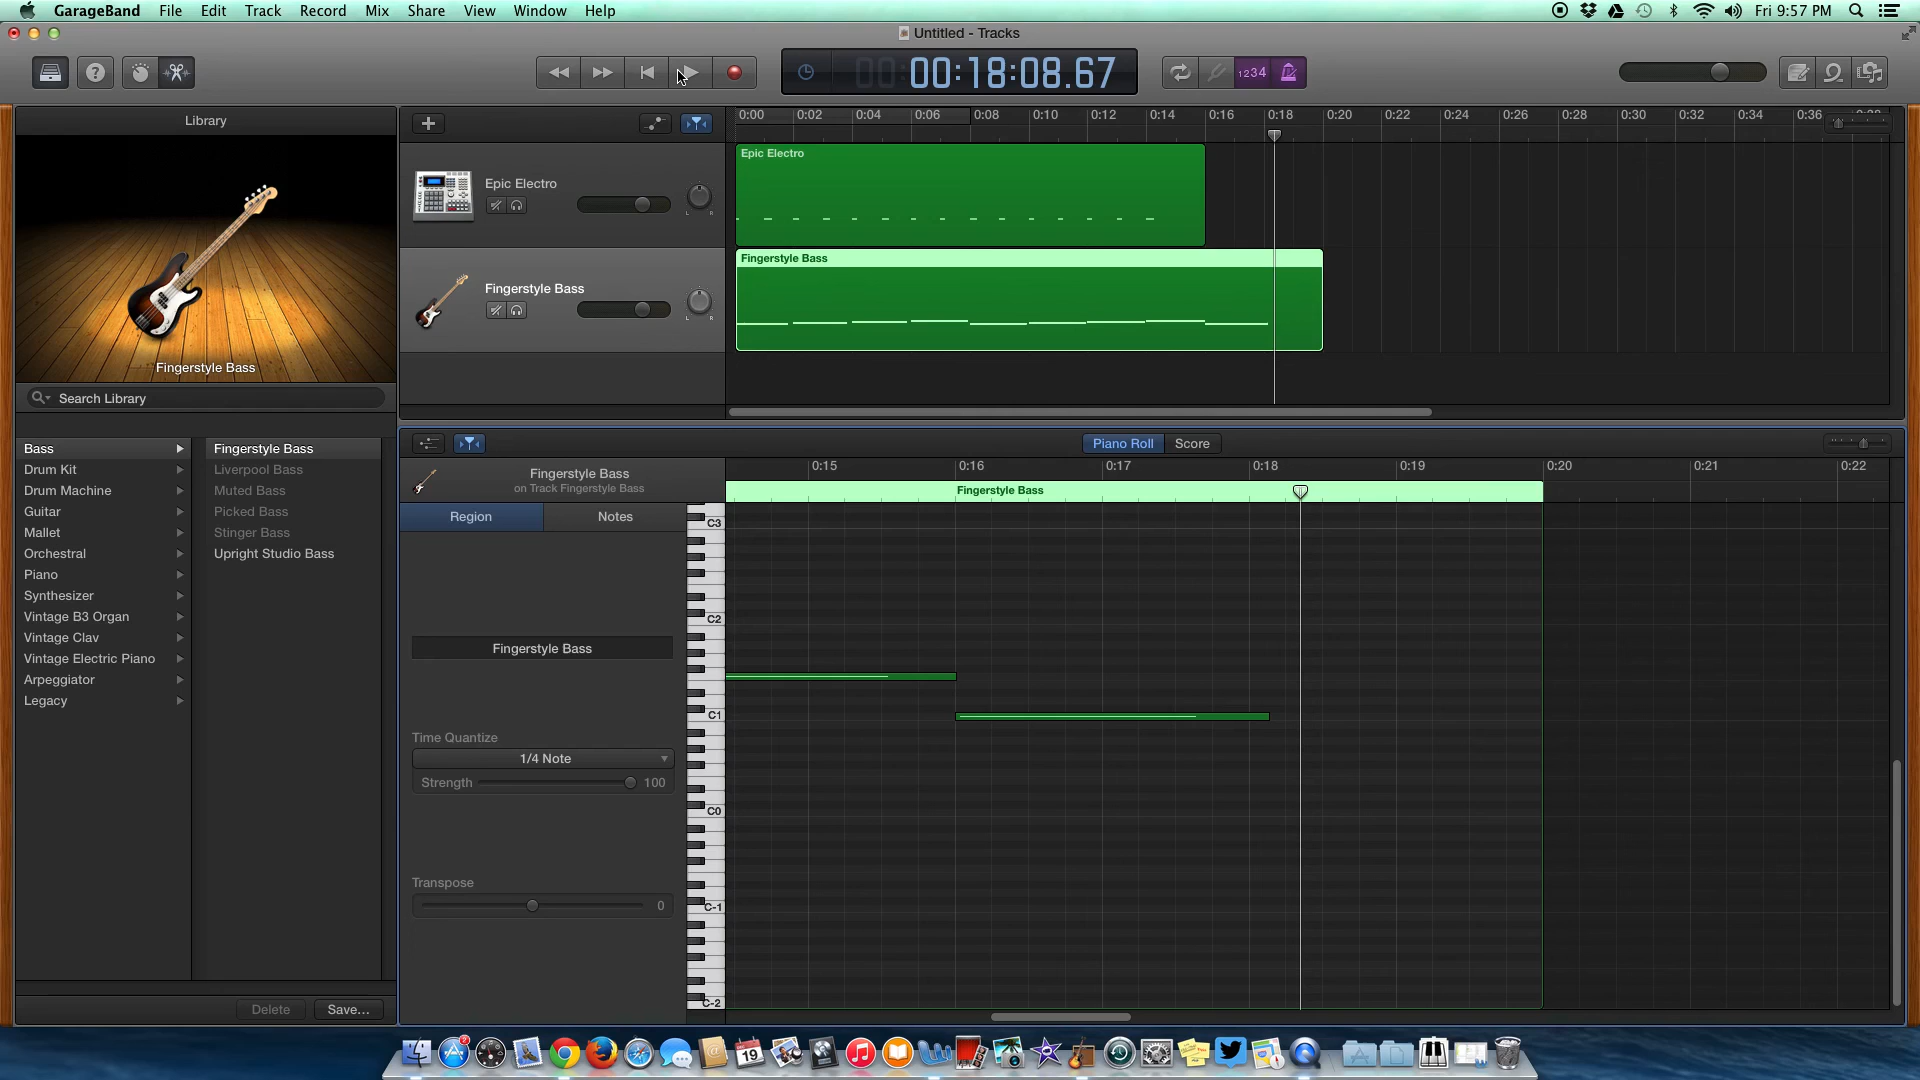 GarageBand File Edit Track Record Mix Share View Window Help Fri 9:57 PM
Untitled - Tracks
00:18:08.67 1234
Library
0:00 0:02 0:04 0:06 0:08 0:10 0:12 0:14 0:16 0:18 0:20 0:22 0:24 0:26 0:28 0:30 0:32 0:34 0:36
Epic Electro
Epic Electro
L R
Fingerstyle Bass
Fingerstyle Bass
L R
Fingerstyle Bass
Search Library
Bass
Drum Kit
Drum Machine
Guitar
Mallet
Orchestral
Piano
Synthesizer
Vintage B3 Organ
Vintage Clav
Vintage Electric Piano
Arpeggiator
Legacy
Fingerstyle Bass
Liverpool Bass
Muted Bass
Picked Bass
Stinger Bass
Upright Studio Bass
Delete Save...
Piano Roll Score
Fingerstyle Bass
on Track Fingerstyle Bass
0:15 0:16 0:17 0:18 0:19 0:20 0:21 0:22
Fingerstyle Bass
Region Notes
Fingerstyle Bass
Time Quantize
1/4 Note
Strength 100
Transpose
0
C3
C2
C1
C0
C-1
C-2
19